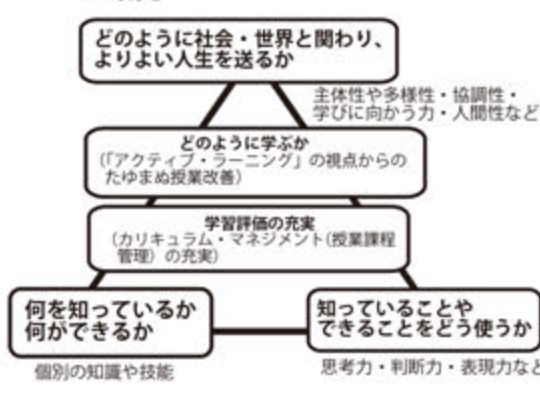 どのように社会・世界と関わり、
よりよい人生を送るか
主体性や多様性・協調性・
学びに向かう力・人間性など
どのように学ぶか
（「アクティブ・ラーニング」の視点からの
たゆまぬ授業改善）
学習評価の充実
（カリキュラム・マネジメント（授業課程
管理）の充実）
何を知っているか
何ができるか
知っていることや
できることをどう使うか
個別の知識や技能
思考力・判断力・表現力など